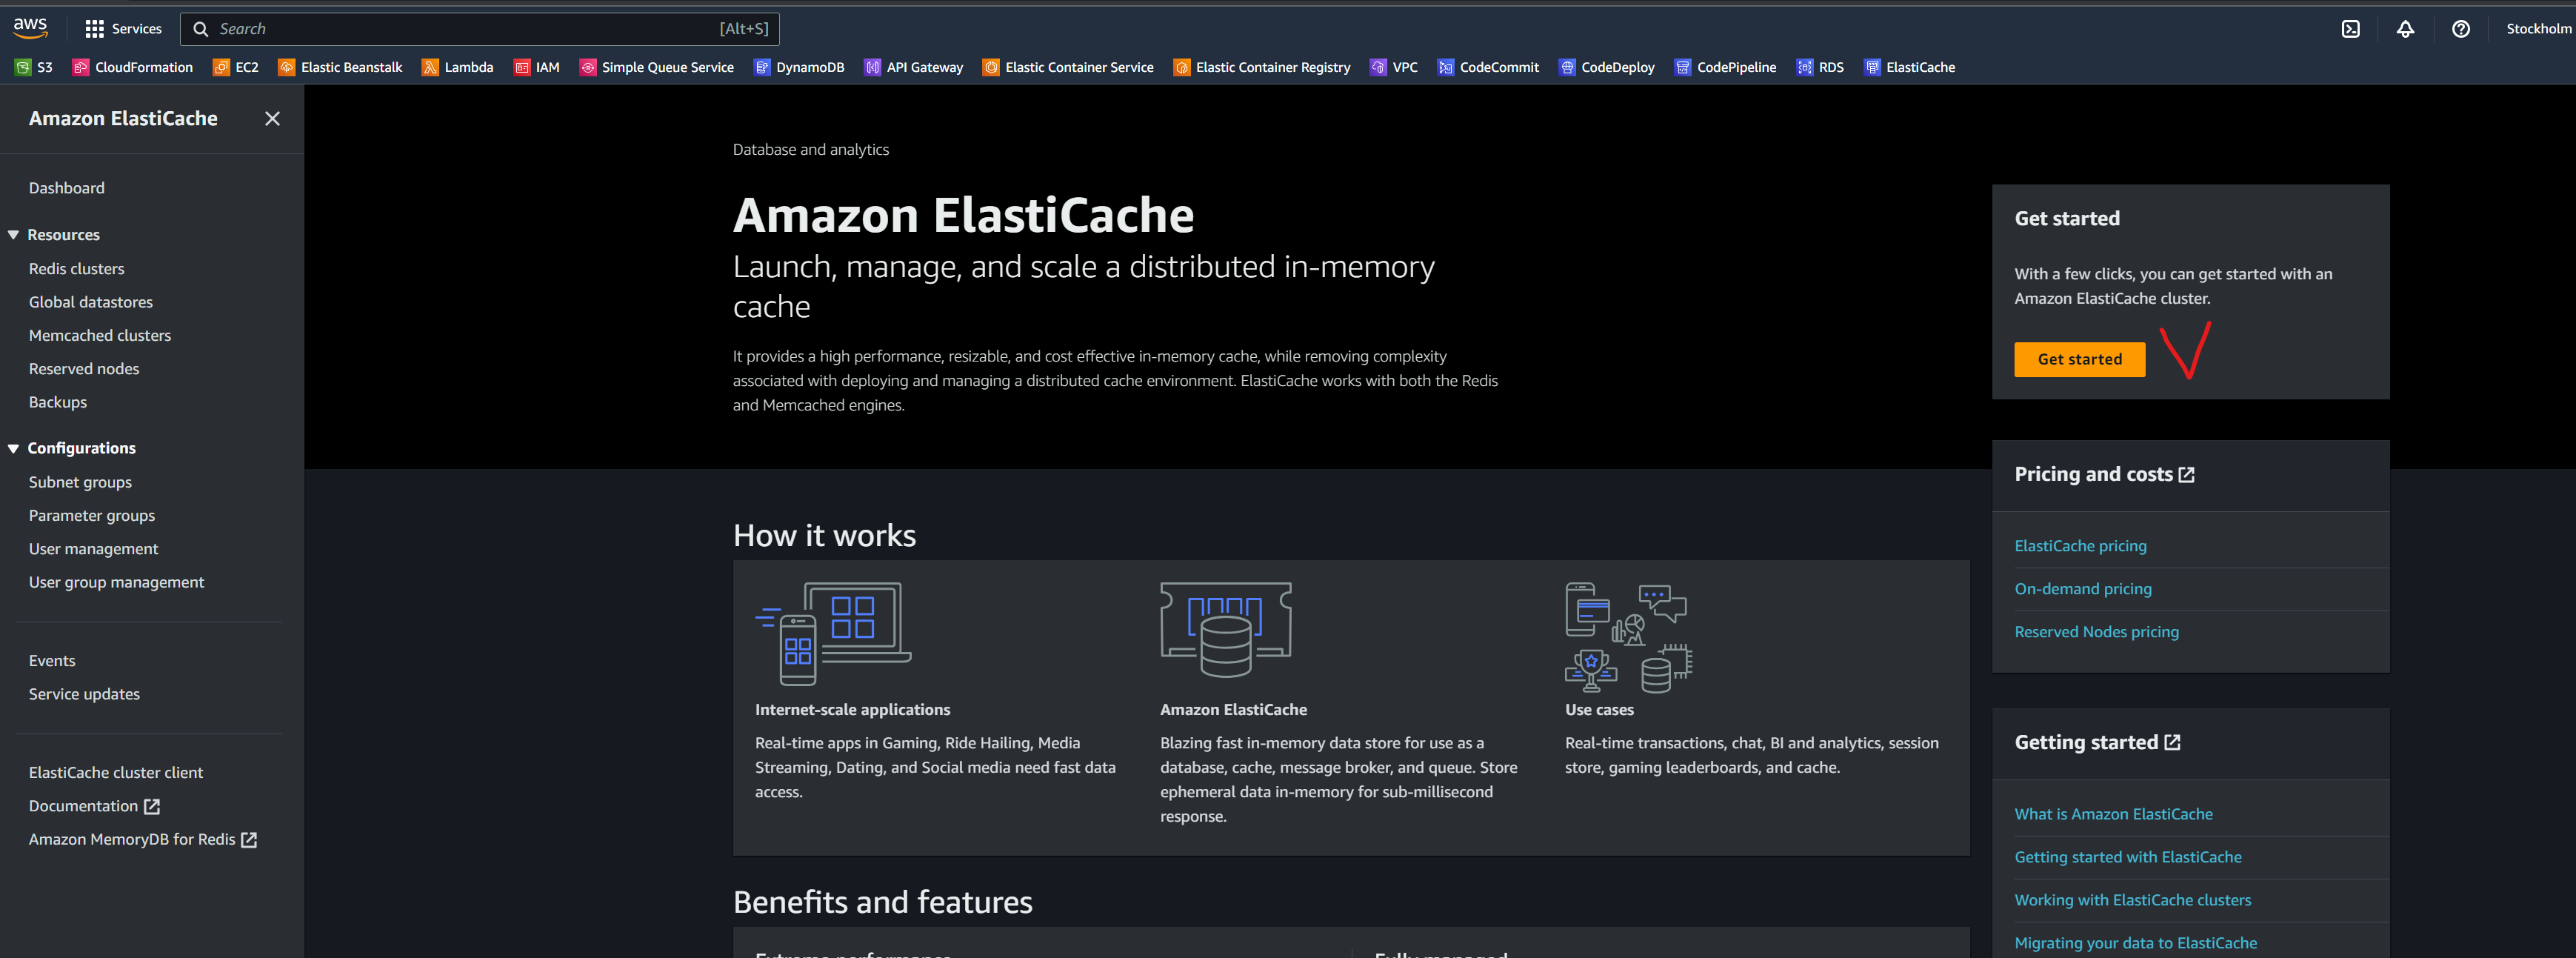 aws
Services
Search
[Alt+S]
Stockholm
S3
CloudFormation
EC2
Elastic Beanstalk
Lambda
IAM
Simple Queue Service
DynamoDB
API Gateway
Elastic Container Service
Elastic Container Registry
VPC
CodeCommit
CodeDeploy
CodePipeline
RDS
ElastiCache
Amazon ElastiCache
Dashboard
Resources
Redis clusters
Global datastores
Memcached clusters
Reserved nodes
Backups
Configurations
Subnet groups
Parameter groups
User management
User group management
Events
Service updates
ElastiCache cluster client
Documentation
Amazon MemoryDB for Redis
Database and analytics
Amazon ElastiCache
Launch, manage, and scale a distributed in-memory
cache
It provides a high performance, resizable, and cost effective in-memory cache, while removing complexity
associated with deploying and managing a distributed cache environment. ElastiCache works with both the Redis
and Memcached engines.
Get started
With a few clicks, you can get started with an
Amazon ElastiCache cluster.
Get started
Pricing and costs
ElastiCache pricing
On-demand pricing
Reserved Nodes pricing
Getting started
What is Amazon ElastiCache
Getting started with ElastiCache
Working with ElastiCache clusters
Migrating your data to ElastiCache
How it works
Internet-scale applications
Real-time apps in Gaming, Ride Hailing, Media
Streaming, Dating, and Social media need fast data
access.
Amazon ElastiCache
Blazing fast in-memory data store for use as a
database, cache, message broker, and queue. Store
ephemeral data in-memory for sub-millisecond
response.
Use cases
Real-time transactions, chat, BI and analytics, session
store, gaming leaderboards, and cache.
Benefits and features
Extreme performance
Fully managed